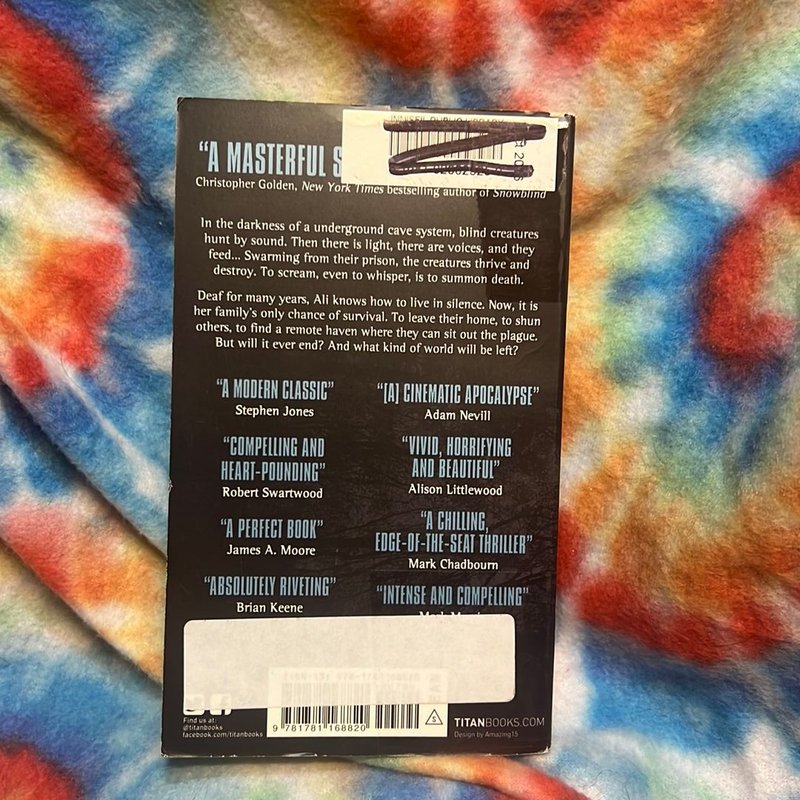 INNISFIL PUBLIC LIBRARY
"A MASTERFUL S
Christopher Golden, New York Times bestselling author of Snowblind
In the darkness of a underground cave system, blind creatures
hunt by sound. Then there is light, there are voices, and they
feed... Swarming from their prison, the creatures thrive and
destroy. To scream, even to whisper, is to summon death.
Deaf for many years, Ali knows how to live in silence. Now, it is
her family's only chance of survival. To leave their home, to shun
others, to find a remote haven where they can sit out the plague.
But will it ever end? And what kind of world will be left?
"A MODERN CLASSIC"
Stephen Jones
"[A] CINEMATIC APOCALYPSE"
Adam Nevill
"COMPELLING AND
HEART-POUNDING"
Robert Swartwood
"VIVID, HORRIFYING
AND BEAUTIFUL"
Alison Littlewood
"A PERFECT BOOK"
James A. Moore
"A CHILLING,
EDGE-OF-THE-SEAT THRILLER"
Mark Chadbourn
"ABSOLUTELY RIVETING"
Brian Keene
"INTENSE AND COMPELLING"
Find us at:
@titanbooks
facebook.com/titanbooks
9 781781 168820
TITANBOOKS.COM
Design by Amazing15